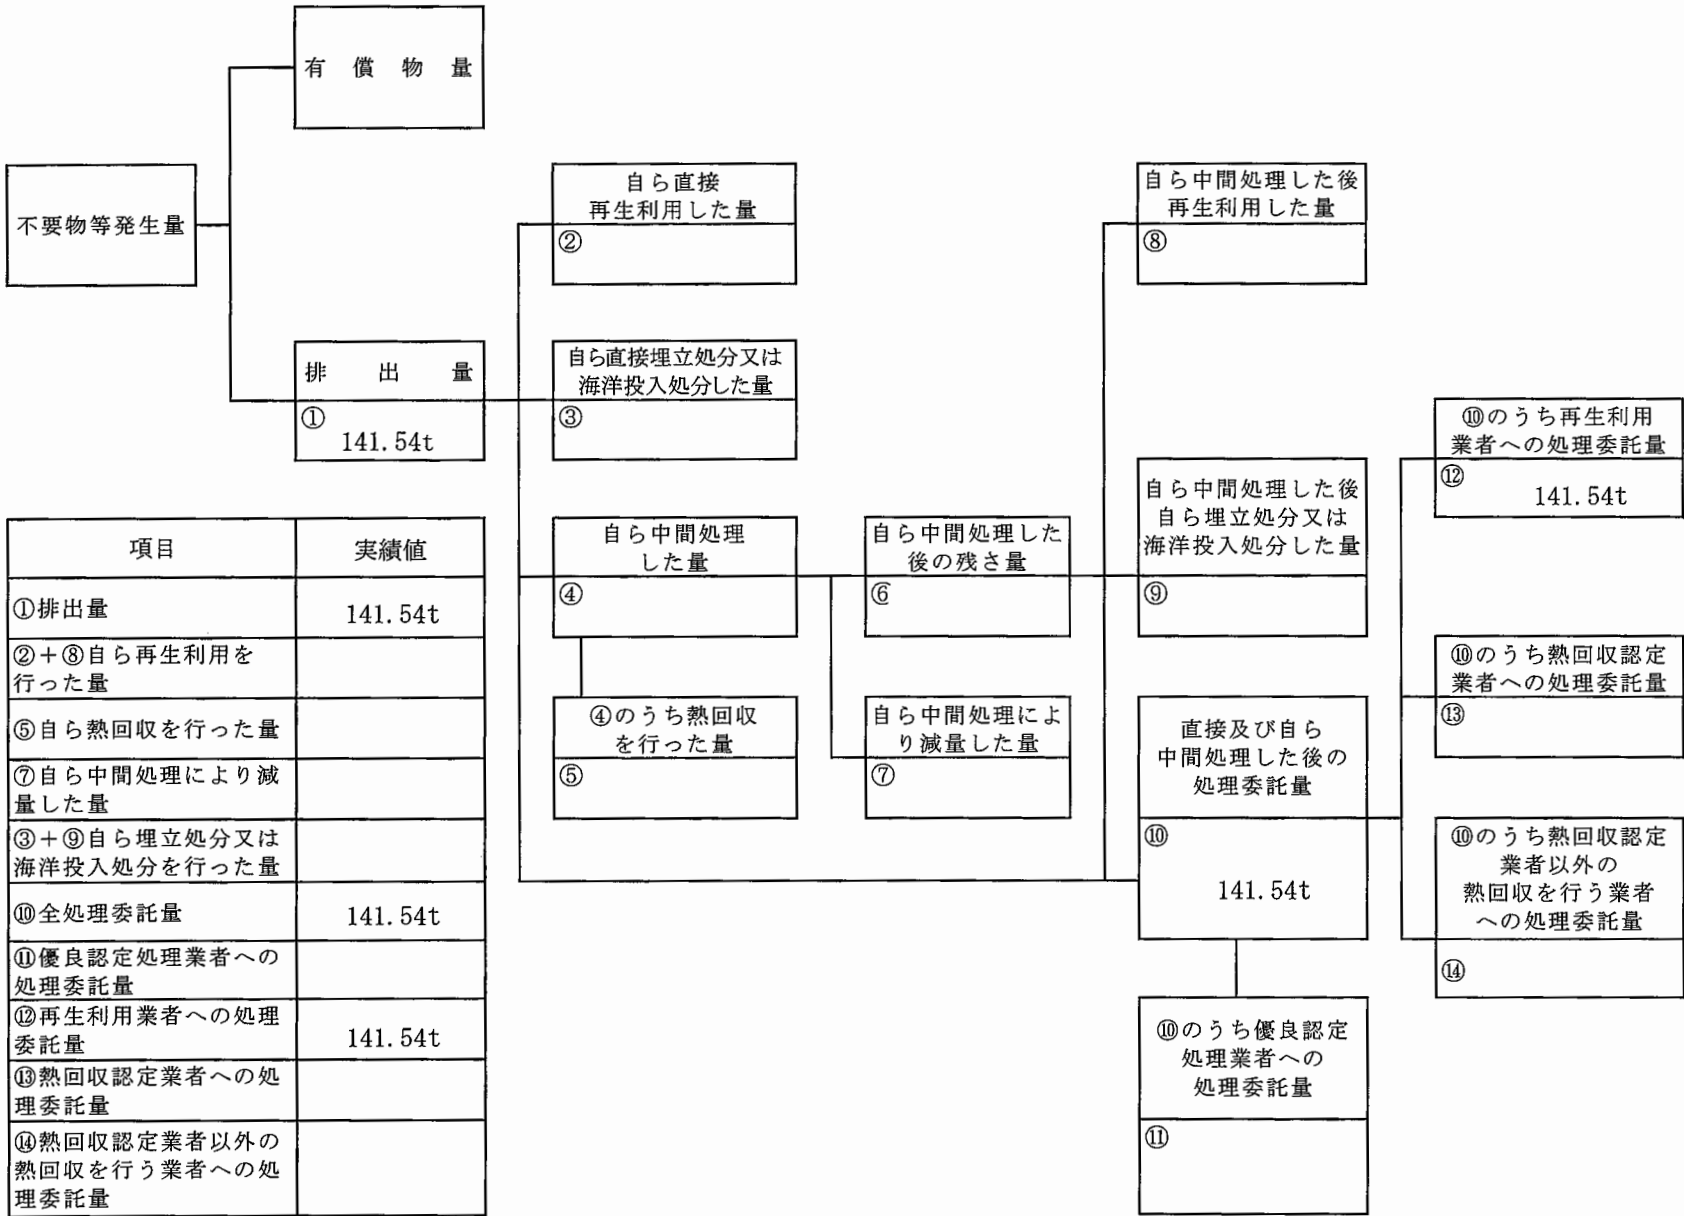 有償物量
不要物等発生量
排出量
①
141.54t
自ら直接
再生利用した量
②
自ら直接埋立処分又は
海洋投入処分した量
③
自ら中間処理
した量
④
④のうち熱回収
を行った量
⑤
自ら中間処理した
後の残さ量
⑥
自ら中間処理によ
り減量した量
⑦
自ら中間処理した後
再生利用した量
⑧
自ら中間処理した後
自ら埋立処分又は
海洋投入処分した量
⑨
直接及び自ら
中間処理した後の
処理委託量
⑩
141.54t
⑩のうち優良認定
処理業者への
処理委託量
⑪
⑩のうち再生利用
業者への処理委託量
⑫
141.54t
⑩のうち熱回収認定
業者への処理委託量
⑬
⑩のうち熱回収認定
業者以外の
熱回収を行う業者
への処理委託量
⑭
項目 実績値
①排出量 141.54t
②+⑧自ら再生利用を
行った量
⑤自ら熱回収を行った量
⑦自ら中間処理により減
量した量
③+⑨自ら埋立処分又は
海洋投入処分を行った量
⑩全処理委託量 141.54t
⑪優良認定処理業者への
処理委託量
⑫再生利用業者への処理
委託量 141.54t
⑬熱回収認定業者への処
理委託量
⑭熱回収認定業者以外の
熱回収を行う業者への処
理委託量